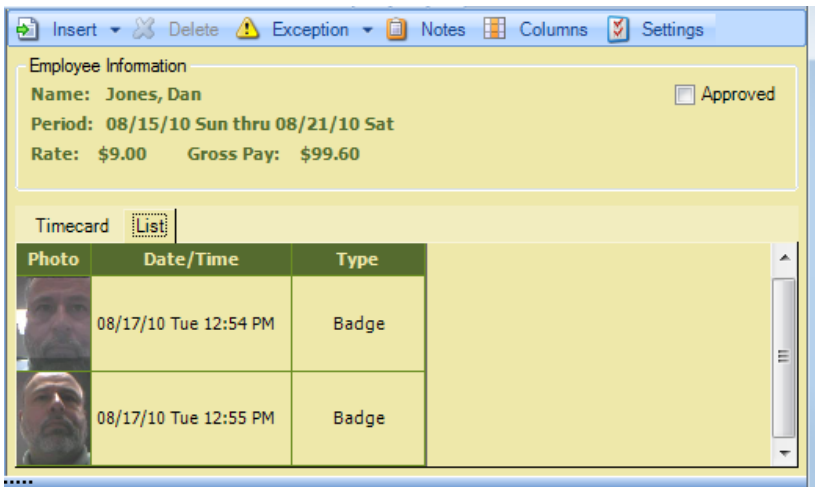 Insert Delete Exception Notes Columns Settings
Employee Information
Name: Jones, Dan
Approved
Period: 08/15/10 Sun thru 08/21/10 Sat
Rate: $9.00 Gross Pay: $99.60
Timecard List
Photo Date/Time Type
08/17/10 Tue 12:54 PM Badge
08/17/10 Tue 12:55 PM Badge